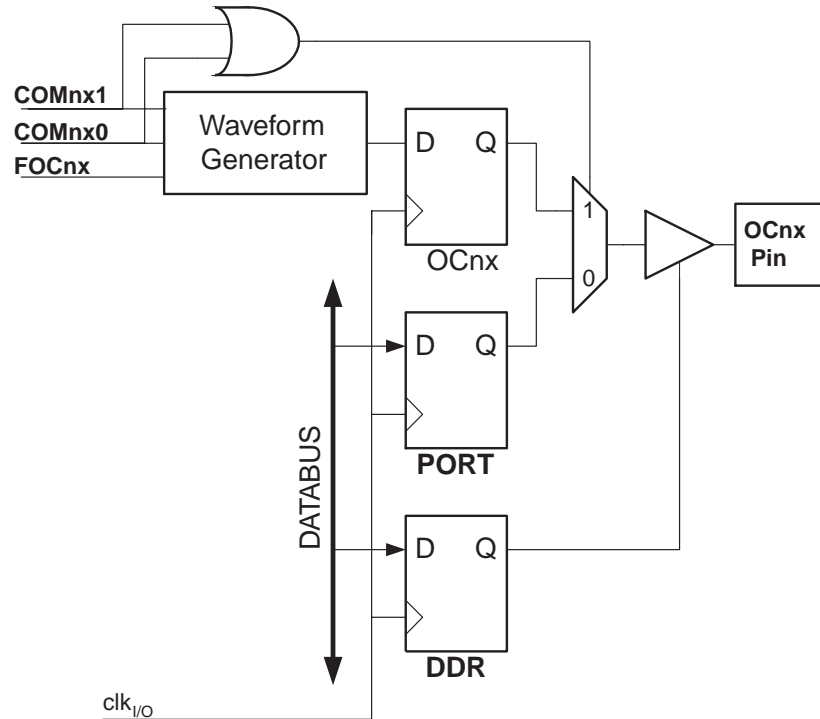 COMnx1
COMnx0
FOCnx
Waveform
Generator
D Q
OCnx
1
0
OCnx
Pin
D Q
PORT
D Q
DDR
DATABUS
clkI/O